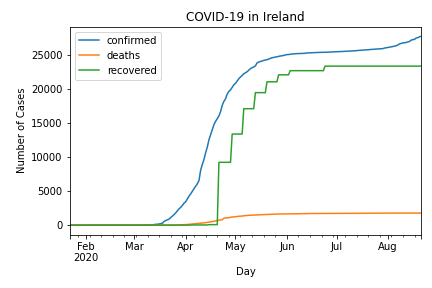 COVID-19 in Ireland
confirmed
deaths
recovered
Number of Cases
25000
20000
15000
10000
5000
0
Feb Mar Apr May Jun Jul Aug
2020
Day